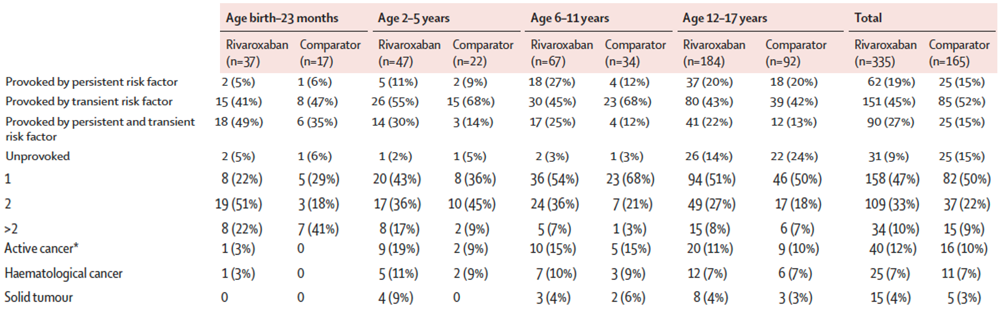 Age birth–23 months Age 2–5 years Age 6–11 years Age 12–17 years Total
Rivaroxaban Comparator Rivaroxaban Comparator Rivaroxaban Comparator Rivaroxaban Comparator Rivaroxaban Comparator
(n=37) (n=17) (n=47) (n=22) (n=67) (n=34) (n=184) (n=92) (n=335) (n=165)
Provoked by persistent risk factor 2 (5%) 1 (6%) 5 (11%) 2 (9%) 18 (27%) 4 (12%) 37 (20%) 18 (20%) 62 (19%) 25 (15%)
Provoked by transient risk factor 15 (41%) 8 (47%) 26 (55%) 15 (68%) 30 (45%) 23 (68%) 80 (43%) 39 (42%) 151 (45%) 85 (52%)
Provoked by persistent and transient 18 (49%) 6 (35%) 14 (30%) 3 (14%) 17 (25%) 4 (12%) 41 (22%) 12 (13%) 90 (27%) 25 (15%)
risk factor
Unprovoked 2 (5%) 1 (6%) 1 (2%) 1 (5%) 2 (3%) 1 (3%) 26 (14%) 22 (24%) 31 (9%) 25 (15%)
1 8 (22%) 5 (29%) 20 (43%) 8 (36%) 36 (54%) 23 (68%) 94 (51%) 46 (50%) 158 (47%) 82 (50%)
2 19 (51%) 3 (18%) 17 (36%) 10 (45%) 24 (36%) 7 (21%) 49 (27%) 17 (18%) 109 (33%) 37 (22%)
>2 8 (22%) 7 (41%) 8 (17%) 2 (9%) 5 (7%) 1 (3%) 15 (8%) 6 (7%) 34 (10%) 15 (9%)
Active cancer* 1 (3%) 0 9 (19%) 2 (9%) 10 (15%) 5 (15%) 20 (11%) 9 (10%) 40 (12%) 16 (10%)
Haematological cancer 1 (3%) 0 5 (11%) 2 (9%) 7 (10%) 3 (9%) 12 (7%) 6 (7%) 25 (7%) 11 (7%)
Solid tumour 0 0 4 (9%) 0 3 (4%) 2 (6%) 8 (4%) 3 (3%) 15 (4%) 5 (3%)